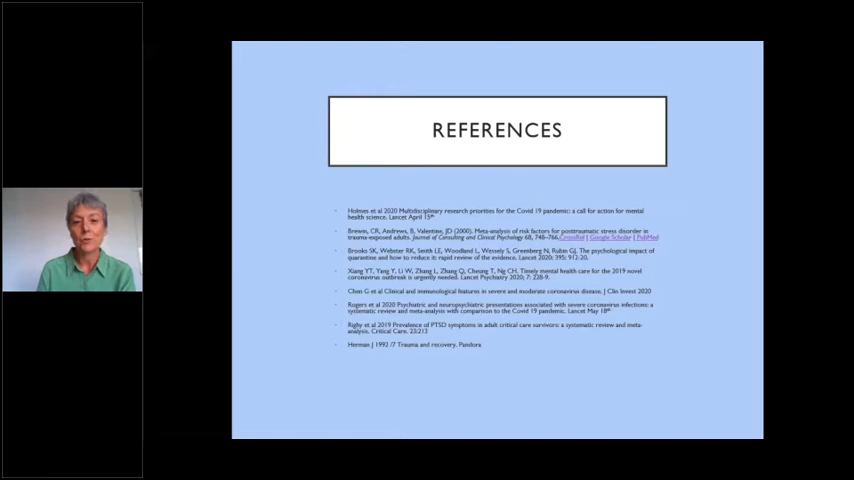 REFERENCES
Holmes et al 2020 Multidisciplinary research priorities for the Covid 19 pandemic: a call for action for mental
health science. Lancet April 15th
Brewin, CR, Andrews, B, Valentine, JD (2000). Meta-analysis of risk factors for posttraumatic stress disorder in
trauma-exposed adults. Journal of Consulting and Clinical Psychology 68, 748–766.CrossRef | Google Scholar | PubMed
Brooks SK, Webster RK, Smith LE, Woodland L, Wessely S, Greenberg N, Rubin GJ. The psychological impact of
quarantine and how to reduce it: rapid review of the evidence. Lancet 2020; 395: 912-20.
Xiang YT, Yang Y, Li W, Zhang L, Zhang Q, Cheung T, Ng CH. Timely mental health care for the 2019 novel
coronavirus outbreak is urgently needed. Lancet Psychiatry 2020; 7: 228-9.
Chen G et al Clinical and immunological features in severe and moderate coronavirus disease. J Clin Invest 2020
Rogers et al 2020 Psychiatric and neuropsychiatric presentations associated with severe coronavirus infections: a
systematic review and meta-analysis with comparison to the Covid 19 pandemic. Lancet May 18th
Righy et al 2019 Prevalence of PTSD symptoms in adult critical care survivors: a systematic review and meta-
analysis. Critical Care. 23:213
Herman J 1992 /7 Trauma and recovery. Pandora